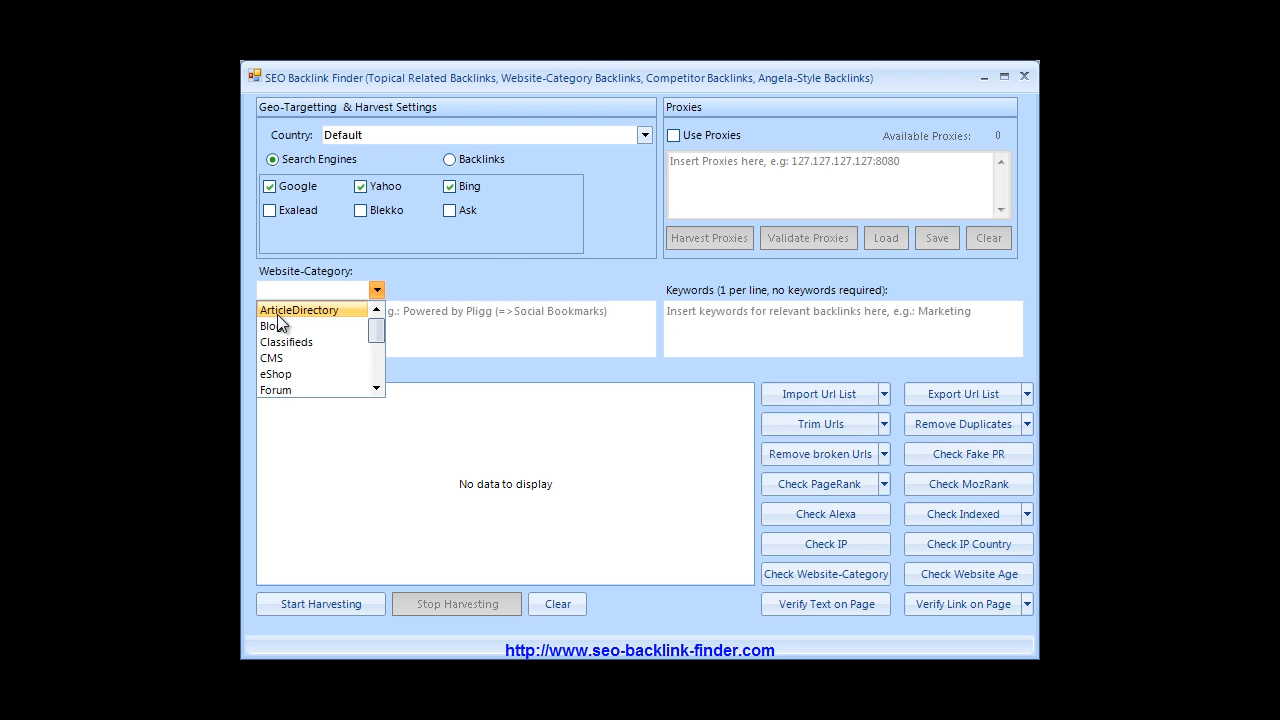 SEO Backlink Finder (Topical Related Backlinks, Website-Category Backlinks, Competitor Backlinks, Angela-Style Backlinks)
Geo-Targetting & Harvest Settings
Country: Default
Search Engines Backlinks
Google Yahoo Bing
Exalead Blekko Ask
Proxies
Use Proxies Available Proxies: 0
Insert Proxies here, e.g: 127.127.127.127:8080
Harvest Proxies Validate Proxies Load Save Clear
Website-Category:
ArticleDirectory
Classifieds
CMS
eShop
Forum
g.: Powered by Pligg (=>Social Bookmarks)
Keywords (1 per line, no keywords required):
Insert keywords for relevant backlinks here, e.g.: Marketing
No data to display
Import Url List Export Url List
Trim Urls Remove Duplicates
Remove broken Urls Check Fake PR
Check PageRank Check MozRank
Check Alexa Check Indexed
Check IP Check IP Country
Check Website-Category Check Website Age
Verify Text on Page Verify Link on Page
Start Harvesting Stop Harvesting Clear
http://www.seo-backlink-finder.com